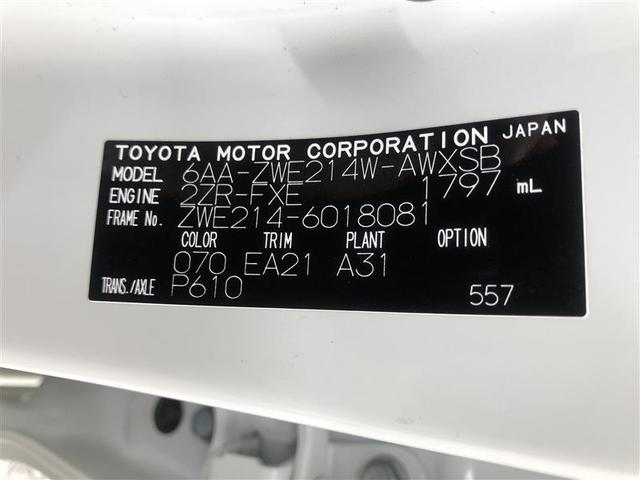 TOYOTA MOTOR CORPORATION JAPAN
MODEL 6AA-ZWE214W-AWXSB
ENGINE 2ZR-FXE 1797 mL
FRAME No. ZWE214-6018081
COLOR TRIM PLANT OPTION
070 EA21 A31
TRANS./AXLE P610 557